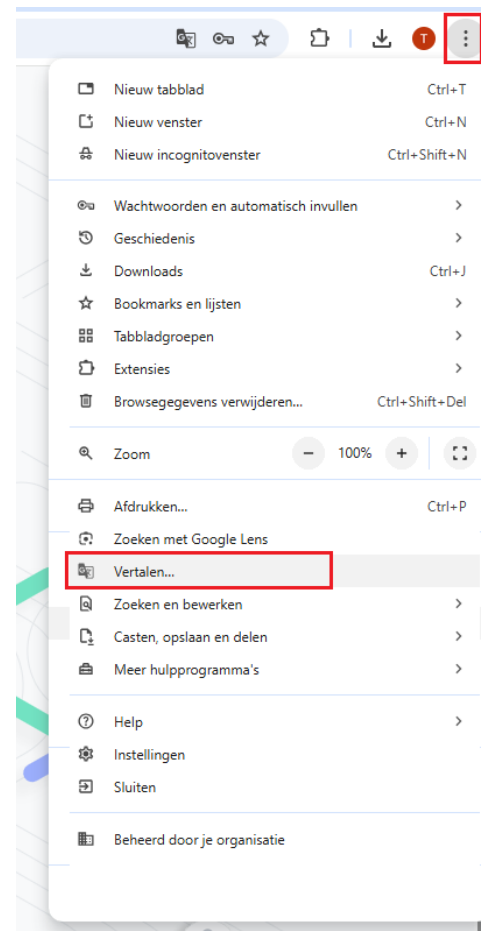 T
Nieuw tabblad Ctrl+T
Nieuw venster Ctrl+N
Nieuw incognitovenster Ctrl+Shift+N
Wachtwoorden en automatisch invullen
Geschiedenis
Downloads Ctrl+J
Bookmarks en lijsten
Tabbladgroepen
Extensies
Browsegegevens verwijderen... Ctrl+Shift+Del
Zoom − 100% +
Afdrukken... Ctrl+P
Zoeken met Google Lens
Vertalen...
Zoeken en bewerken
Casten, opslaan en delen
Meer hulpprogramma's
Help
Instellingen
Sluiten
Beheerd door je organisatie